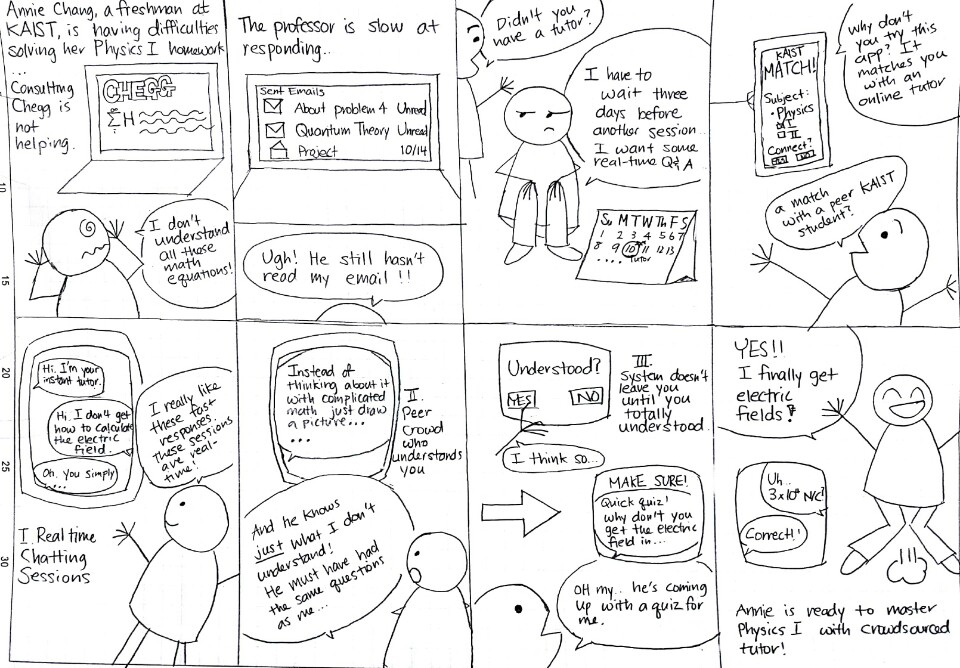 Annie Chang, a freshman at
KAIST, is having difficulties
solving her Physics I homework
...
Consulting
Chegg is
not
helping.
CHEGG
I don't
understand
all these
math
equations!
The professor is slow at
responding..
Sent Emails
About problem 4 Unread
Quantum Theory Unread
Project 10/14
Ugh! He still hasn't
read my email !!
Didn't you
have a tutor?
I have to
wait three
days before
another session...
I want some
real-time Q&A
Su M T W Th F S
1 2 3 4 5 6 7
8 9 10 11 12 13
. . . . Tutor
KAIST
MATCH!
Subject:
• Physics
I
II
Connect?
why don't
you try this
app? It
matches you
with an
online tutor
a match
with a peer KAIST
student?
Hi. I'm your
instant tutor.
Hi. I don't get
how to calculate
the electric
field.
Oh. You simply
....
I really like
these fast
responses.
These sessions
are real-
time!
I. Real time
Chatting
Sessions
Instead of
thinking about it
with complicated
math just draw
a picture...
...
II.
Peer
crowd
who
understands
you
And he knows
just what I don't
understand!
He must have had
the same questions
as me...
Understood?
YES NO
III.
System doesn't
leave you
until you
totally
understood.
I think so...
MAKE SURE!
Quick quiz!
why don't you
get the electric
field in...
OH my.. he's coming
up with a quiz for
me.
YES!!
I finally get
electric
fields!
Uh..
3x10⁸ N/C!
Correct!!
Annie is ready to master
Physics I with crowdsourced
tutor!
10
15
20
25
30